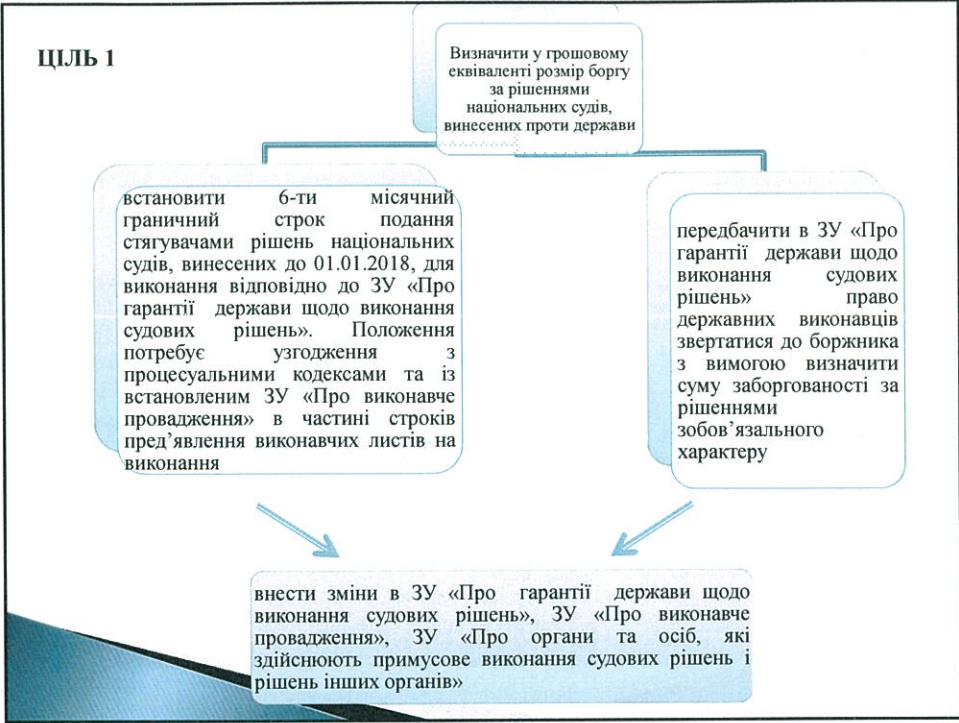 ЦІЛЬ 1
Визначити у грошовому
еквіваленті розмір боргу
за рішеннями
національних судів,
винесених проти держави
встановити 6-ти місячний
граничний строк подання
стягувачами рішень національних
судів, винесених до 01.01.2018, для
виконання відповідно до ЗУ «Про
гарантії держави щодо виконання
судових рішень». Положення
потребує узгодження з
процесуальними кодексами та із
встановленим ЗУ «Про виконавче
провадження» в частині строків
пред’явлення виконавчих листів на
виконання
передбачити в ЗУ «Про
гарантії держави щодо
виконання судових
рішень» право
державних виконавців
звертатися до боржника
з вимогою визначити
суму заборгованості за
рішеннями
зобов’язального
характеру
внести зміни в ЗУ «Про гарантії держави щодо
виконання судових рішень», ЗУ «Про виконавче
провадження», ЗУ «Про органи та осіб, які
здійснюють примусове виконання судових рішень і
рішень інших органів»